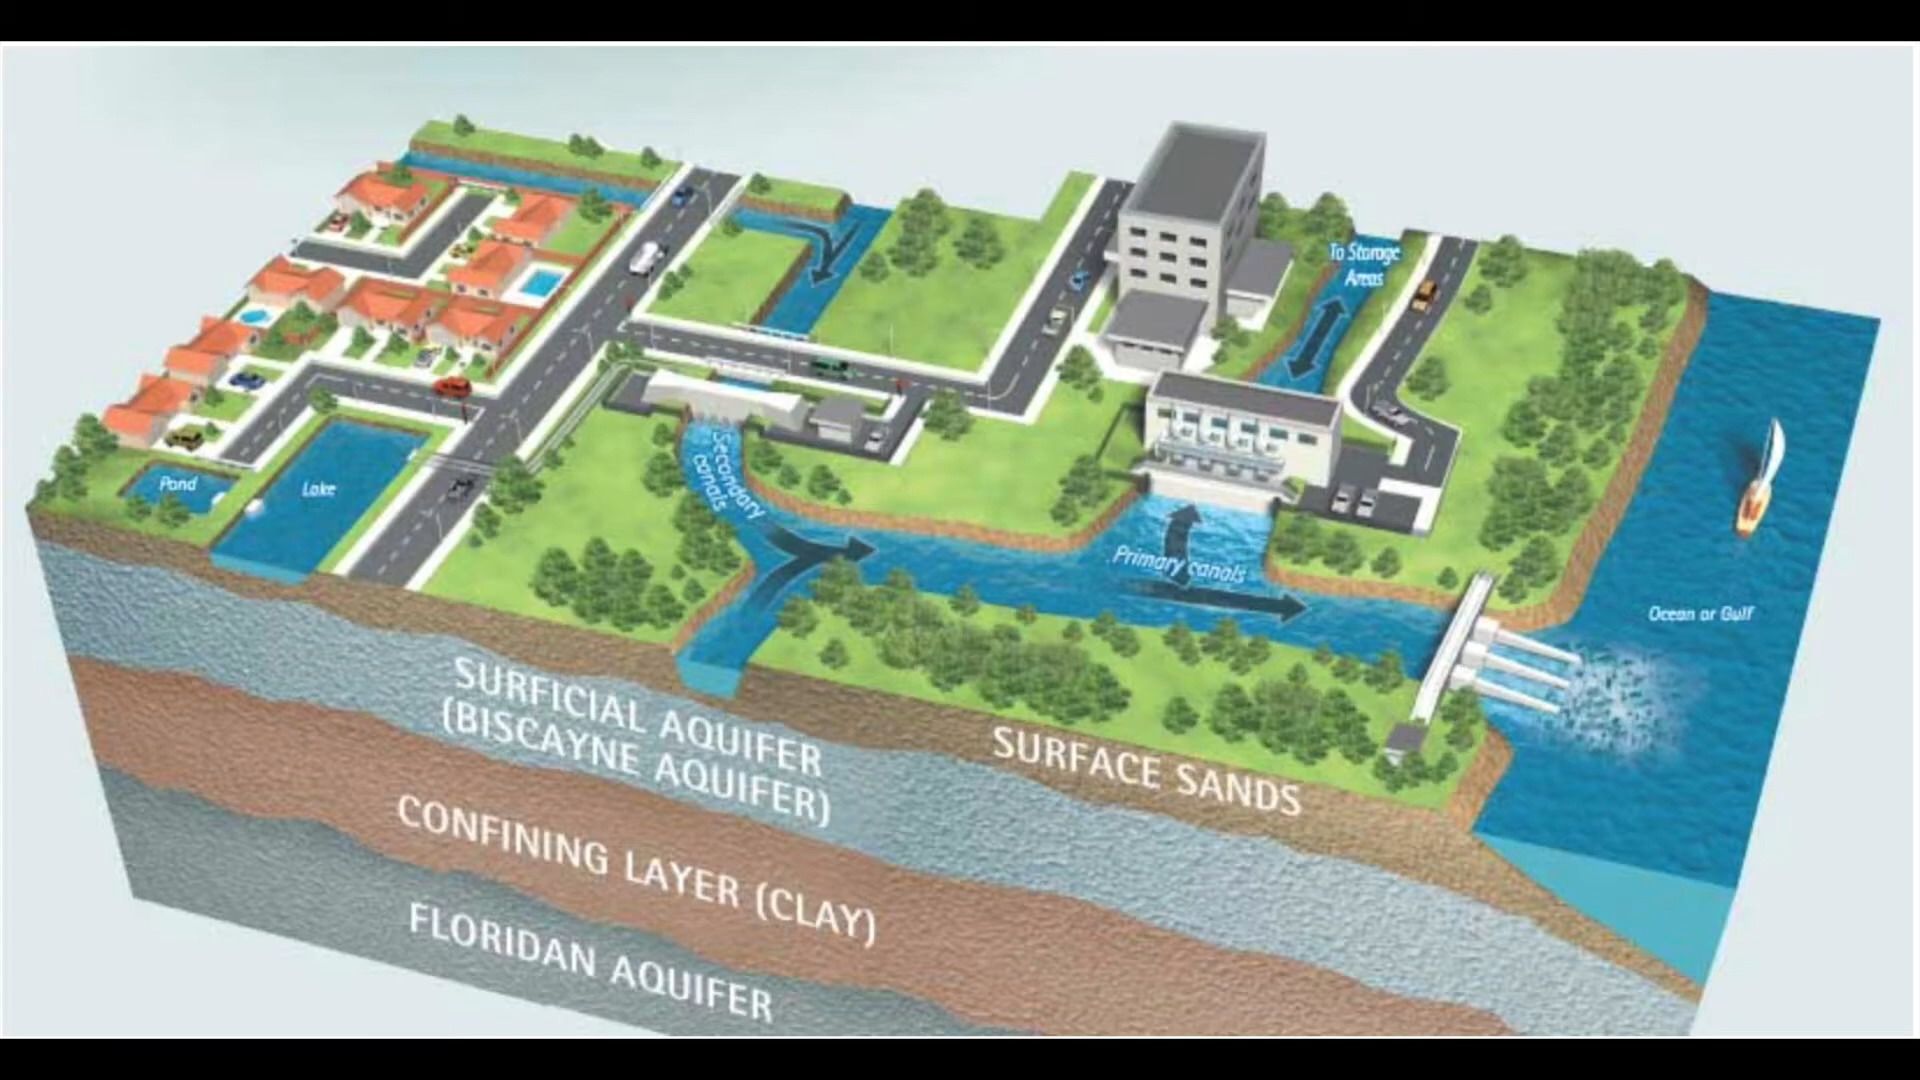 To Storage
Areas
Pond
Lake
Secondary
canals
Primary canals
Ocean or Gulf
SURFICIAL AQUIFER
(BISCAYNE AQUIFER)
SURFACE SANDS
CONFINING LAYER (CLAY)
FLORIDAN AQUIFER